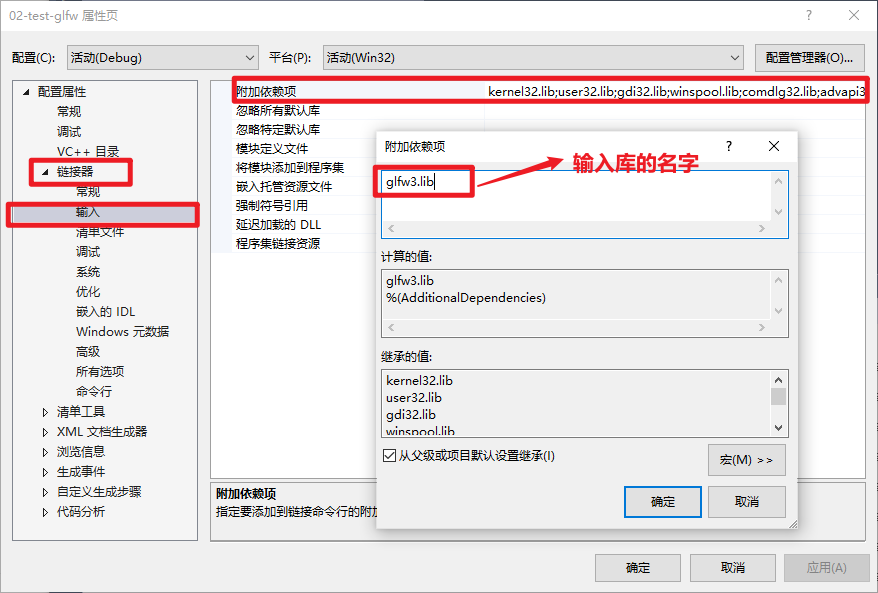 02-test-glfw 属性页
配置(C): 活动(Debug) 平台(P): 活动(Win32) 配置管理器(O)...
配置属性
常规
调试
VC++ 目录
链接器
常规
输入
清单文件
调试
系统
优化
嵌入的 IDL
Windows 元数据
高级
所有选项
命令行
清单工具
XML 文档生成器
浏览信息
生成事件
自定义生成步骤
代码分析
附加依赖项 kernel32.lib;user32.lib;gdi32.lib;winspool.lib;comdlg32.lib;advapi3
忽略所有默认库
忽略特定默认库
模块定义文件
将模块添加到程序集
嵌入托管资源文件
强制符号引用
延迟加载的 DLL
程序集链接资源
附加依赖项
glfw3.lib
输入库的名字
计算的值:
glfw3.lib
%(AdditionalDependencies)
继承的值:
kernel32.lib
user32.lib
gdi32.lib
winspool.lib
从父级或项目默认设置继承(I)
宏(M) >>
确定 取消
附加依赖项
指定要添加到链接命令行的附加
确定 取消 应用(A)